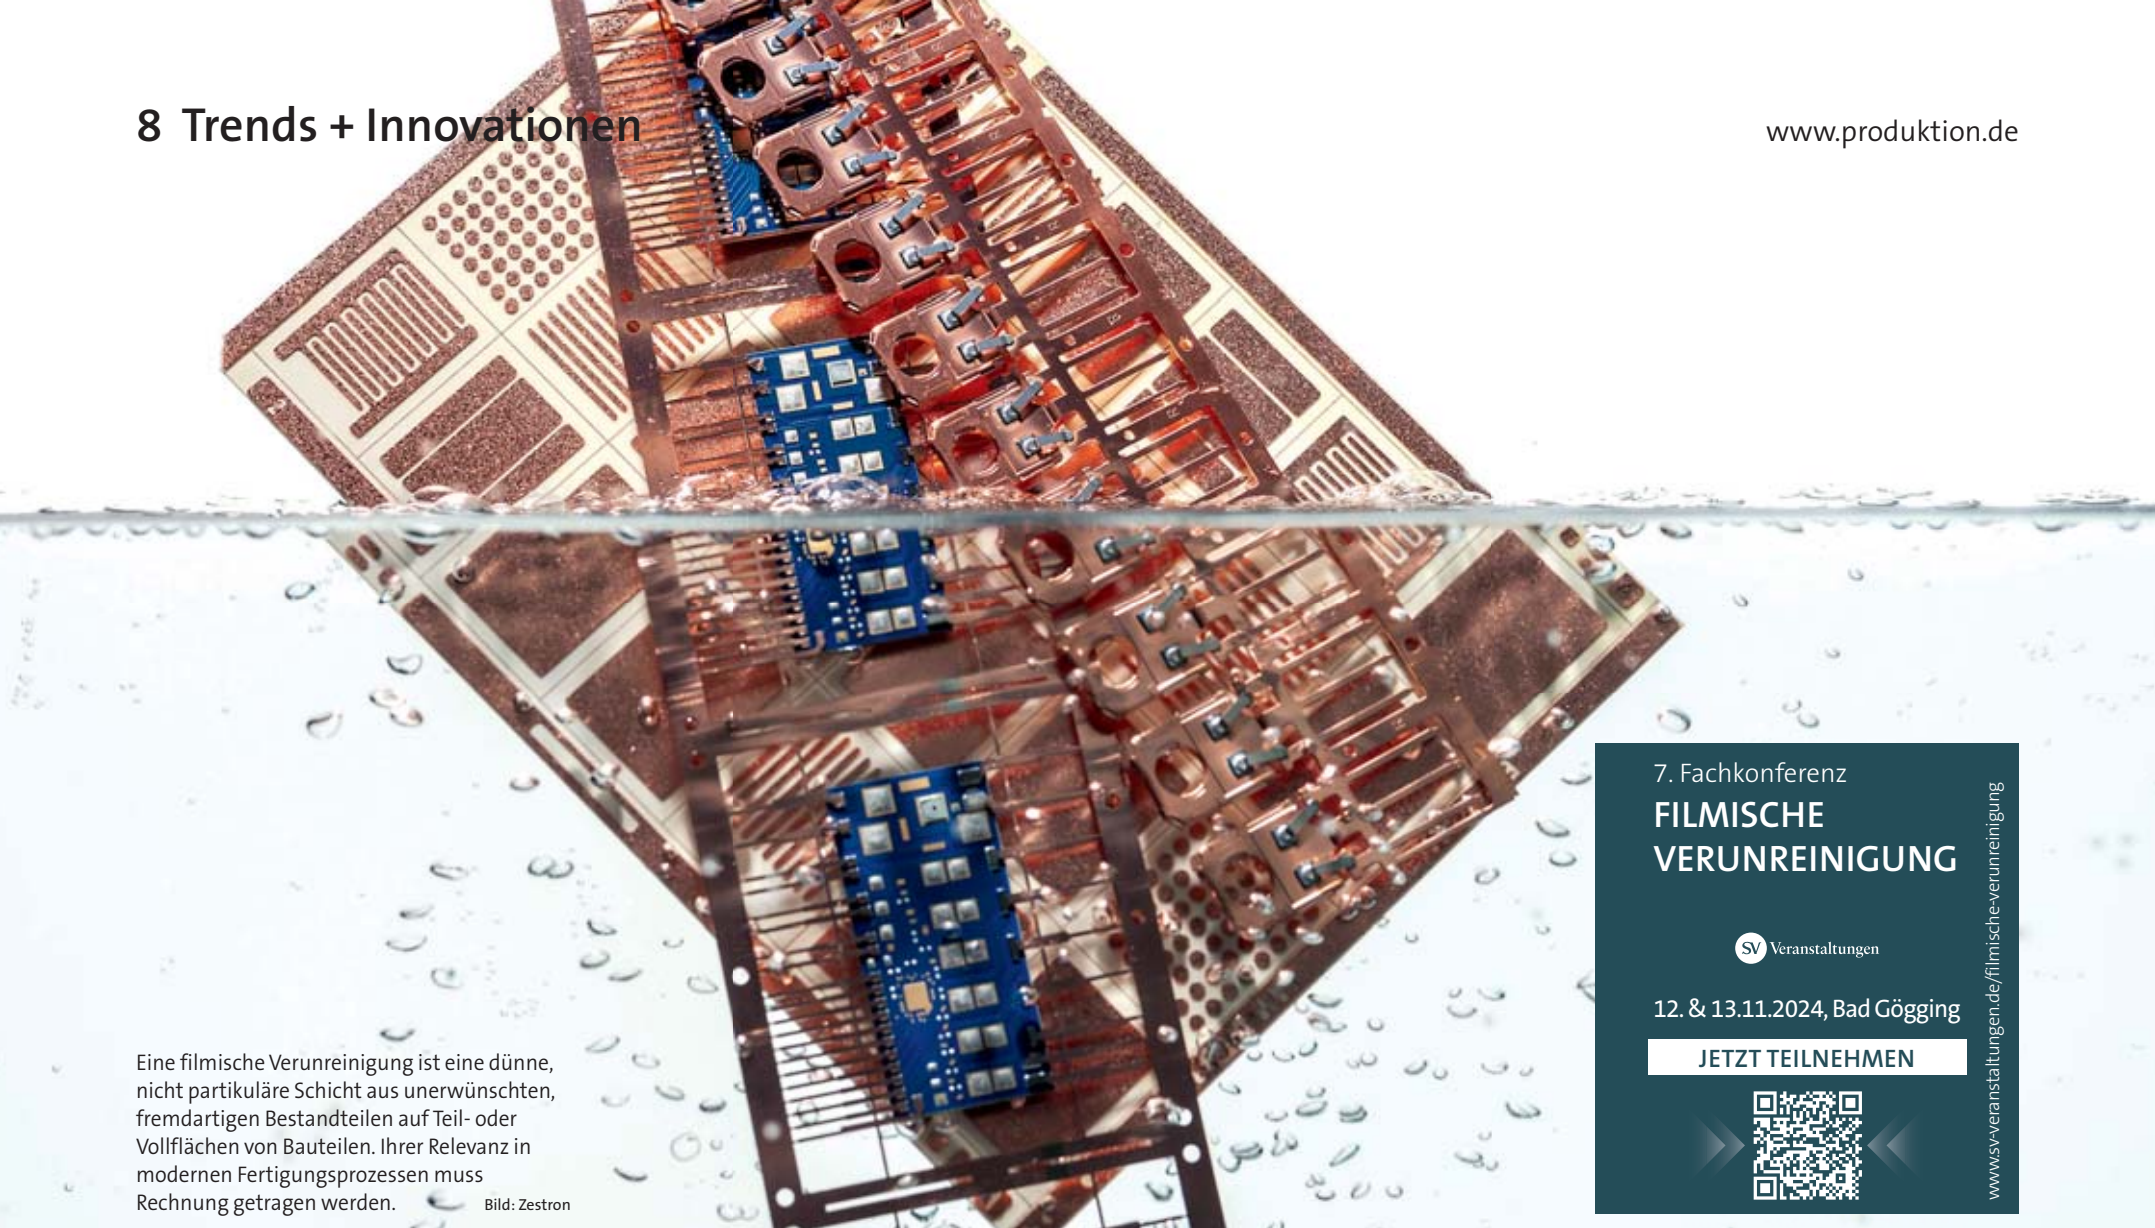 8 Trends + Innovationen
www.produktion.de
Eine filmische Verunreinigung ist eine dünne,
nicht partikuläre Schicht aus unerwünschten,
fremdartigen Bestandteilen auf Teil- oder
Vollflächen von Bauteilen. Ihrer Relevanz in
modernen Fertigungsprozessen muss
Rechnung getragen werden.
Bild: Zestron
7. Fachkonferenz
FILMISCHE
VERUNREINIGUNG
SV Veranstaltungen
12. & 13.11.2024, Bad Gögging
JETZT TEILNEHMEN
www.sv-veranstaltungen.de/filmische-verunreinigung